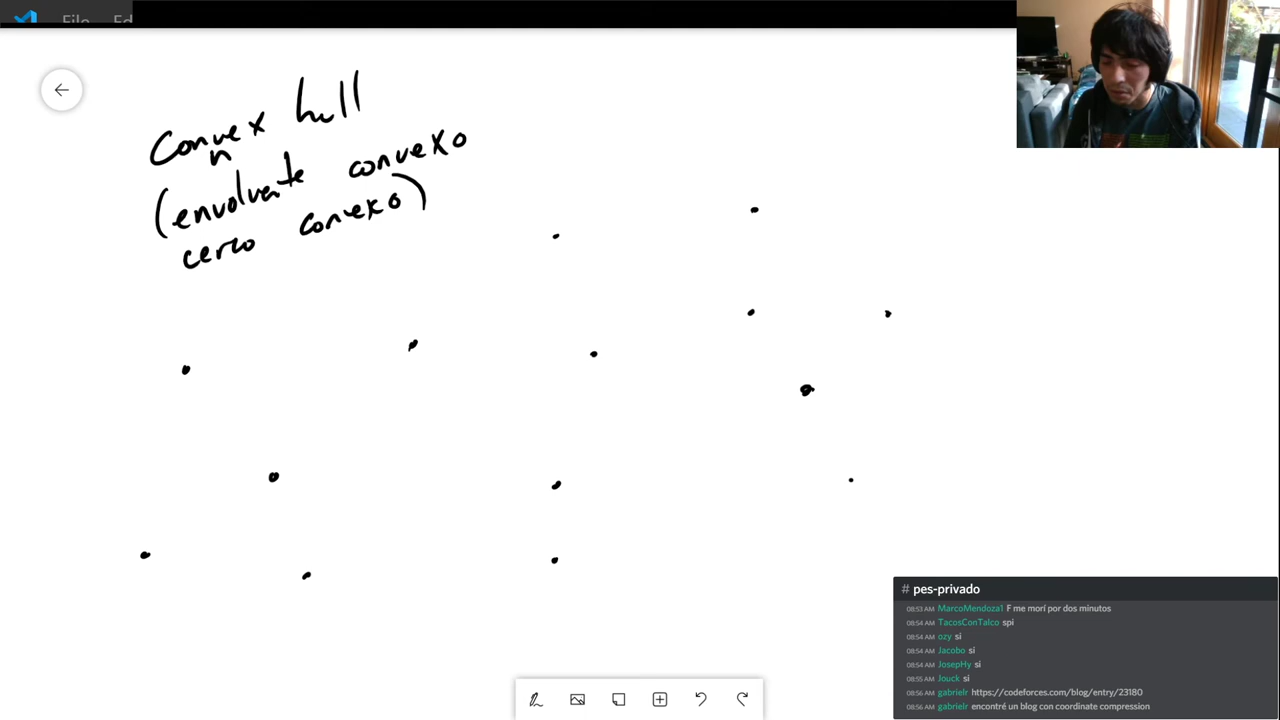 File Ed
Convex hull
n
(envolvente convexo
cerco convexo)
# pes-privado
08:53 AM MarcoMendoza1 F me morí por dos minutos
08:54 AM TacosConTalco spi
08:54 AM ozy si
08:54 AM Jacobo si
08:54 AM JosepHy si
08:55 AM Jouck si
08:56 AM gabrielr https://codeforces.com/blog/entry/23180
08:56 AM gabrielr encontré un blog con coordinate compression